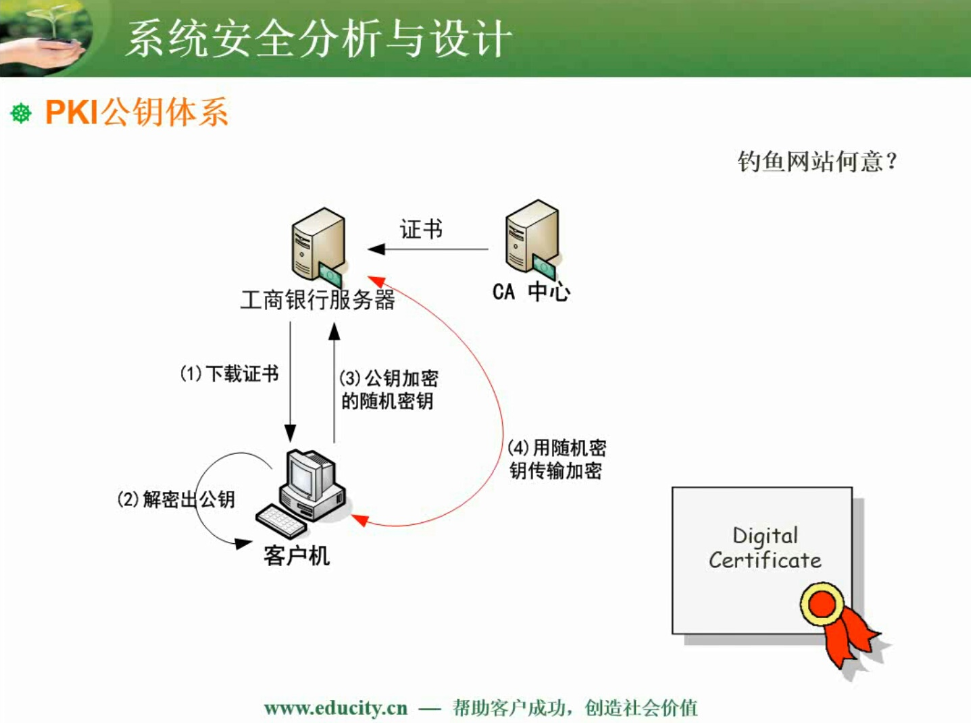 系统安全分析与设计
PKI公钥体系
钓鱼网站何意？
证书
工商银行服务器
CA 中心
(1)下载证书
(3)公钥加密
的随机密钥
(4)用随机密
钥传输加密
(2)解密出公钥
客户机
Digital
Certificate
www.educity.cn — 帮助客户成功，创造社会价值